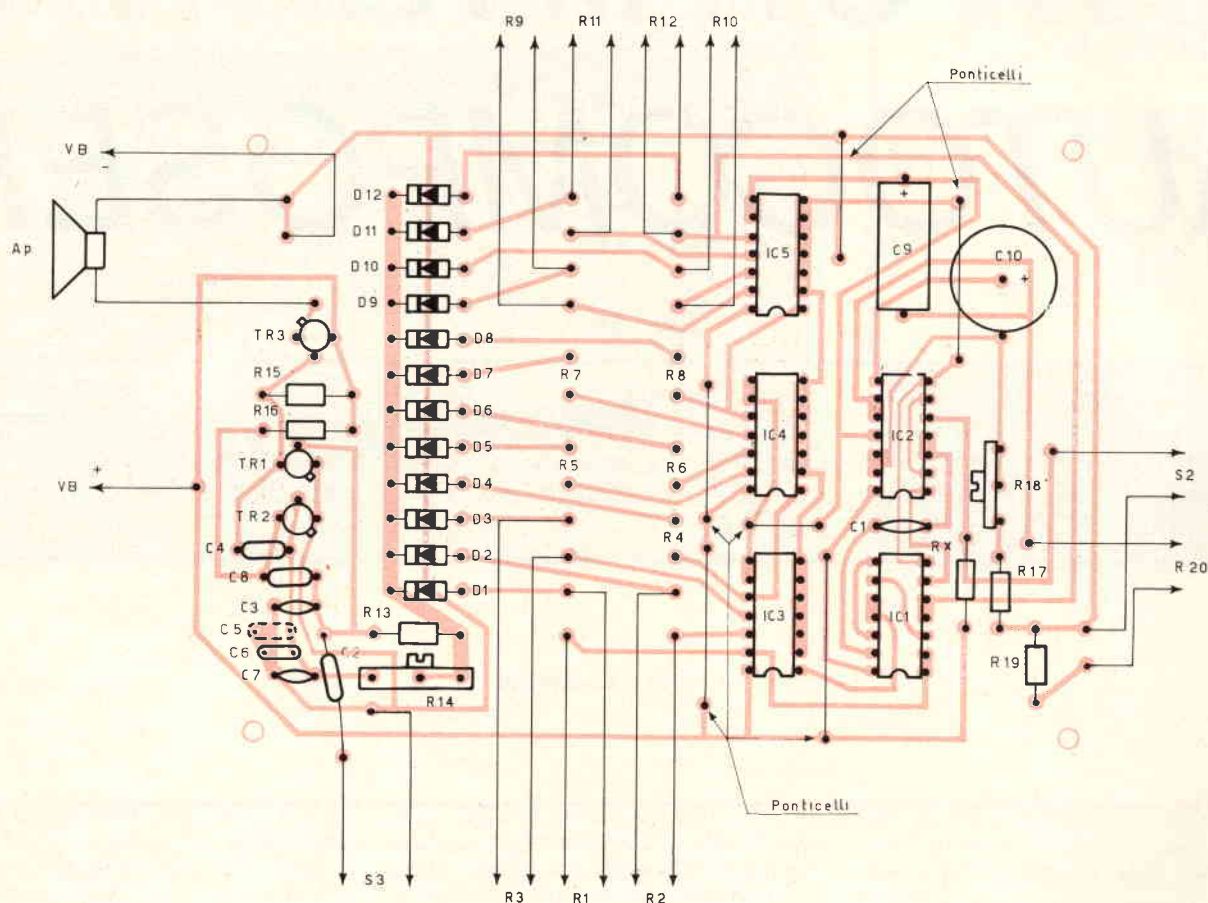 R9 R11 R12 R10
Ponticelli
VB
-
Ap
D12
D11
D10
D9
D8
D7
D6
D5
D4
D3
D2
D1
IC5
C9
+
C10
+
TR3
R15
R16
TR1
TR2
+
VB
C4
C8
C3
C5
C6
C7
C2
R13
R14
R7 R8
R5 R6
R4
IC4
IC2
R18
S2
C1
RX
R17
R20
IC3
IC1
R19
Ponticelli
S3
R3 R1 R2